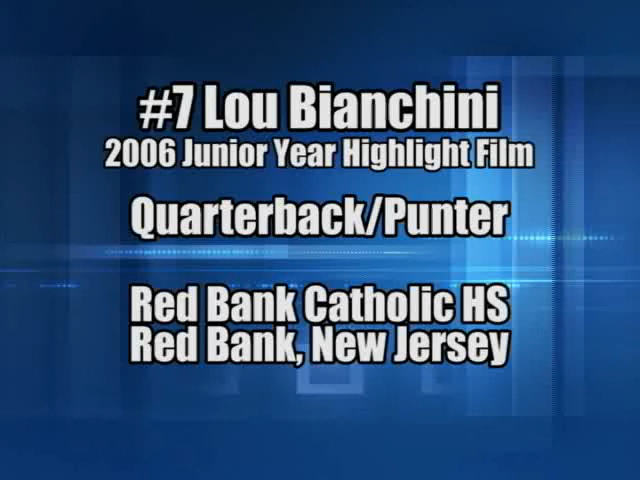 #7 Lou Bianchini
2006 Junior Year Highlight Film
Quarterback/Punter
Red Bank Catholic HS
Red Bank, New Jersey